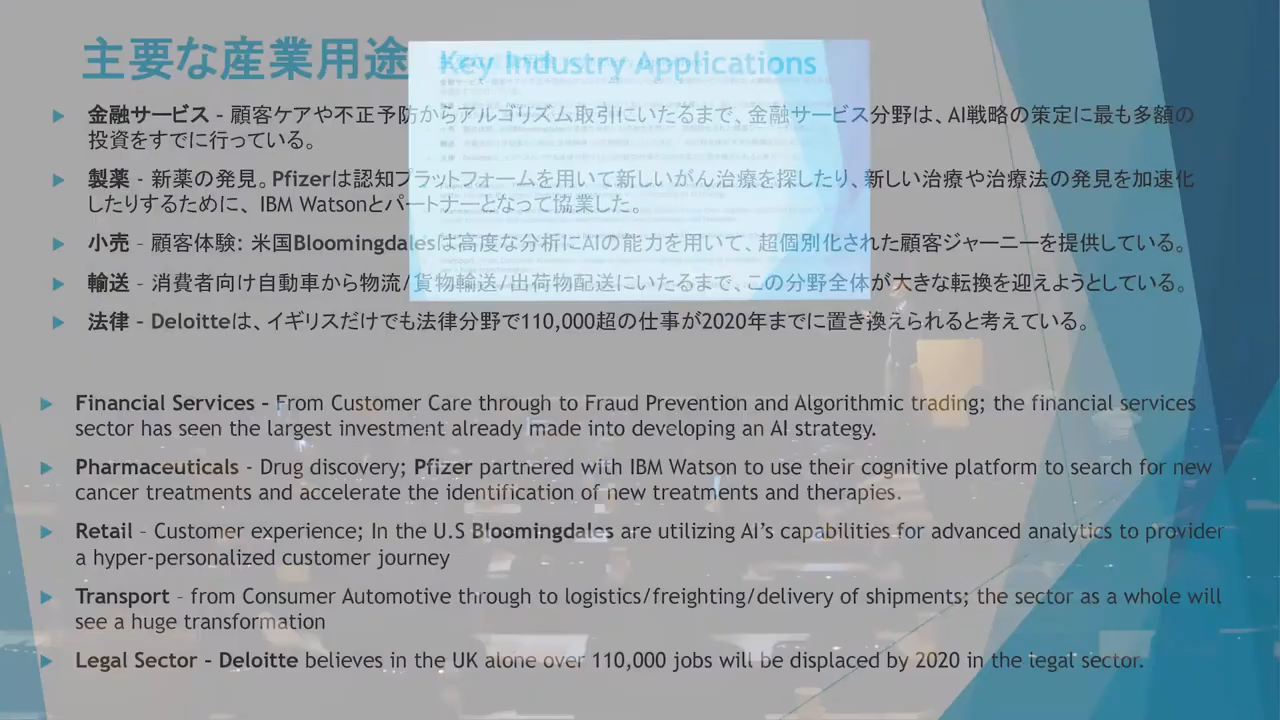 主要な産業用途
Key Industry Applications
金融サービス - 顧客ケアや不正予防からアルゴリズム取引にいたるまで、金融サービス分野は、AI戦略の策定に最も多額の
投資をすでに行っている。
製薬 - 新薬の発見。Pfizerは認知プラットフォームを用いて新しいがん治療を探したり、新しい治療や治療法の発見を加速化
したりするために、 IBM Watsonとパートナーとなって協業した。
小売 – 顧客体験: 米国Bloomingdalesは高度な分析にAIの能力を用いて、超個別化された顧客ジャーニーを提供している。
輸送 – 消費者向け自動車から物流/貨物輸送/出荷物配送にいたるまで、この分野全体が大きな転換を迎えようとしている。
法律 – Deloitteは、イギリスだけでも法律分野で110,000超の仕事が2020年までに置き換えられると考えている。
Financial Services – From Customer Care through to Fraud Prevention and Algorithmic trading; the financial services
sector has seen the largest investment already made into developing an AI strategy.
Pharmaceuticals - Drug discovery; Pfizer partnered with IBM Watson to use their cognitive platform to search for new
cancer treatments and accelerate the identification of new treatments and therapies.
Retail – Customer experience; In the U.S Bloomingdales are utilizing AI’s capabilities for advanced analytics to provider
a hyper-personalized customer journey
Transport – from Consumer Automotive through to logistics/freighting/delivery of shipments; the sector as a whole will
see a huge transformation
Legal Sector – Deloitte believes in the UK alone over 110,000 jobs will be displaced by 2020 in the legal sector.